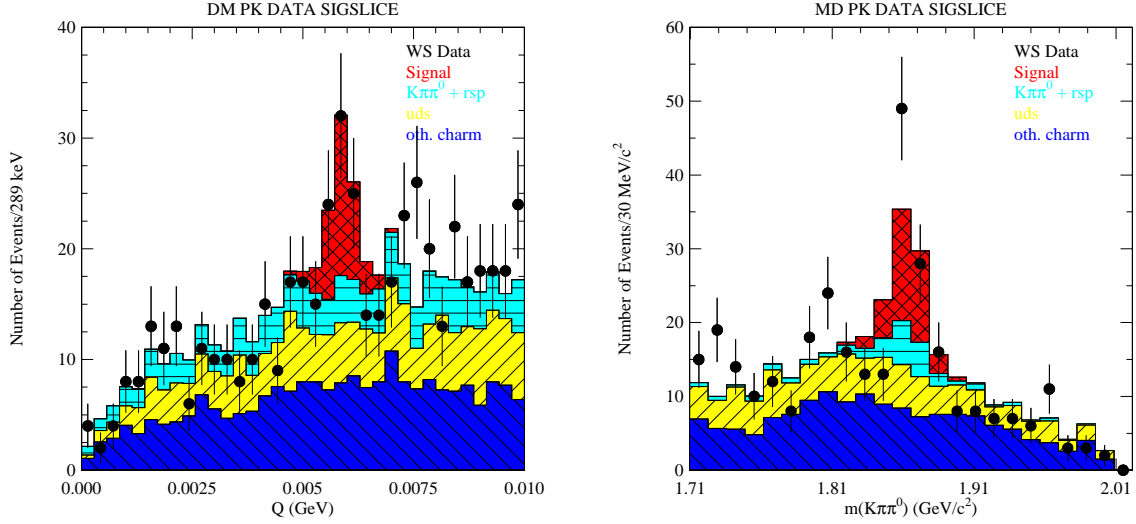 DM PK DATA SIGSLICE
40
30
20
10
0
Number of Events/289 keV
WS Data
Signal
Kπππ⁰ + rsp
uds
oth. charm
0.000
0.0025
0.005
0.0075
0.010
Q (GeV)
MD PK DATA SIGSLICE
60
50
40
30
20
10
0
Number of Events/30 MeV/c²
WS Data
Signal
Kππ⁰ + rsp
uds
oth. charm
1.71
1.81
1.91
2.01
m(Kππ⁰) (GeV/c²)